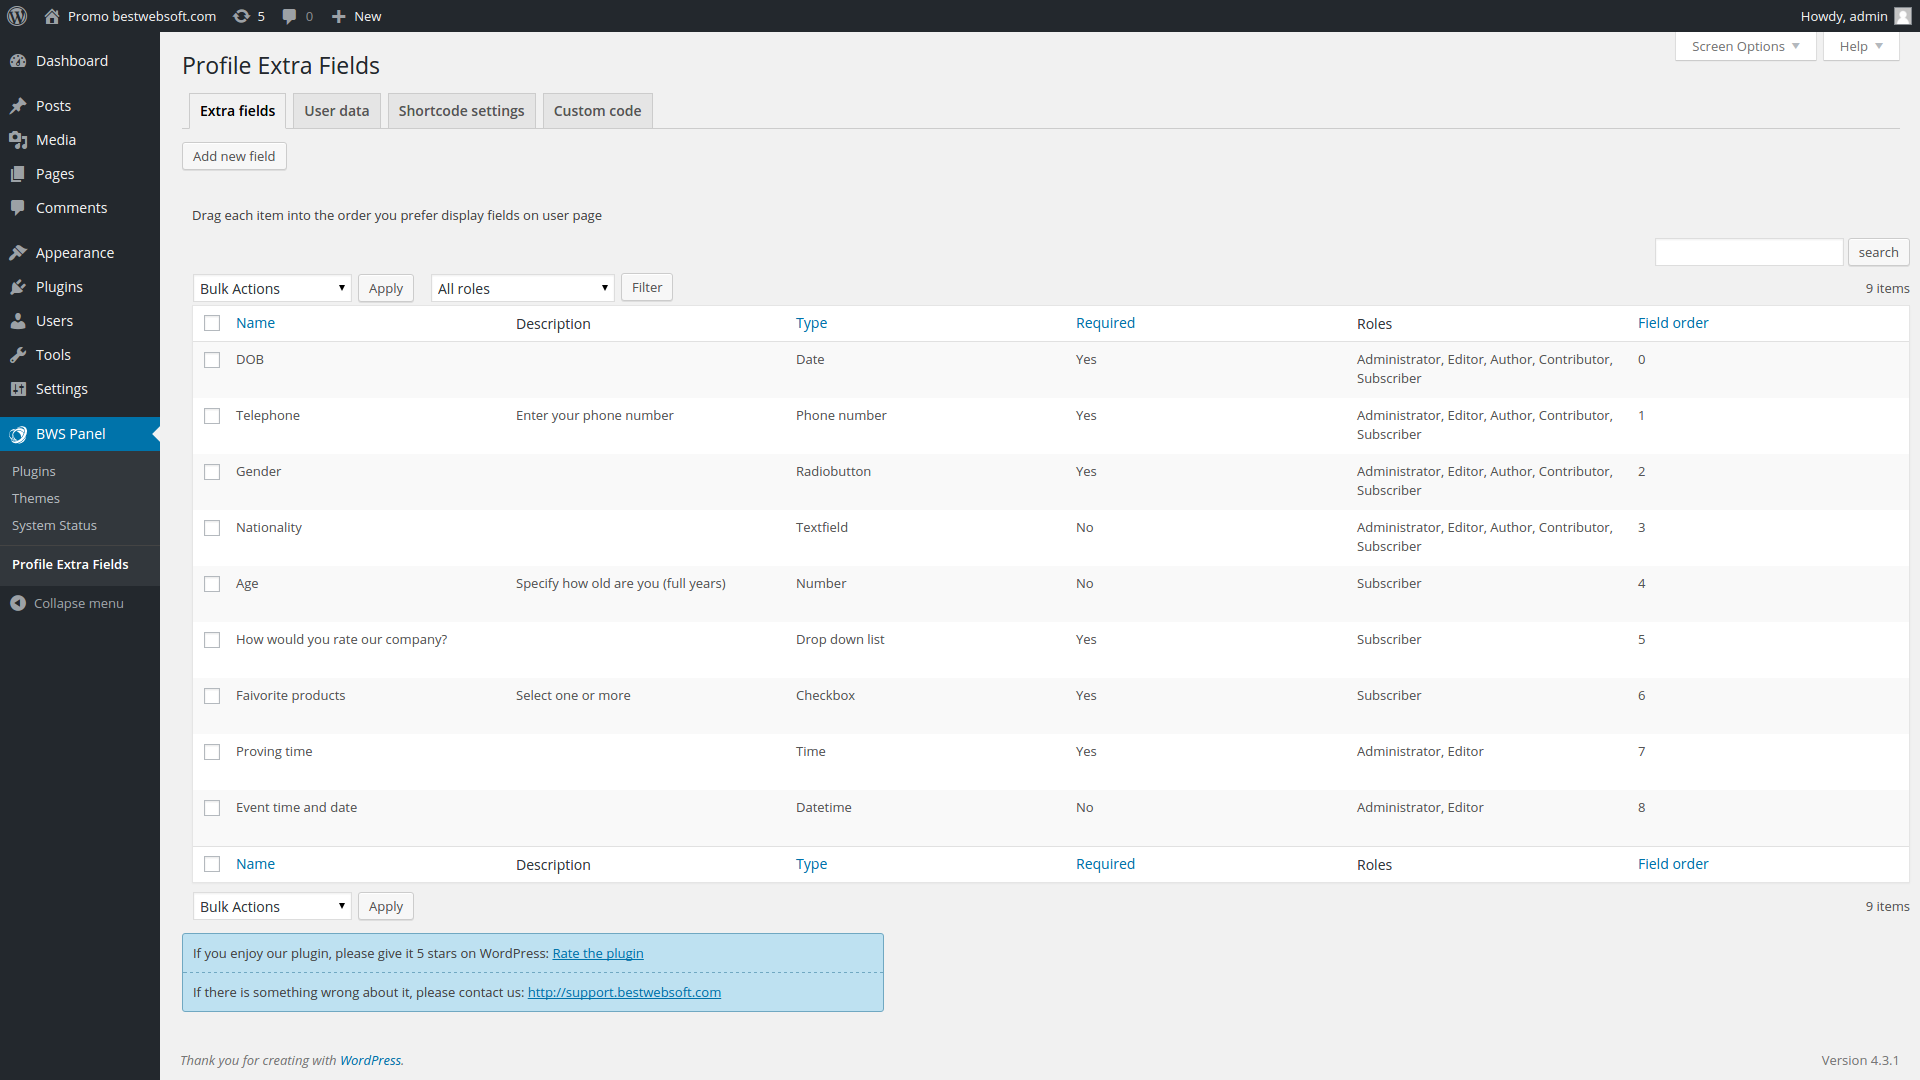 Promo bestwebsoft.com 5 0 New Howdy, admin
Screen Options Help
Dashboard
Posts
Media
Pages
Comments
Appearance
Plugins
Users
Tools
Settings
BWS Panel
Plugins
Themes
System Status
Profile Extra Fields
Collapse menu
Profile Extra Fields
Extra fields User data Shortcode settings Custom code
Add new field
Drag each item into the order you prefer display fields on user page
search
Bulk Actions Apply All roles Filter 9 items
Name Description Type Required Roles Field order
DOB Date Yes Administrator, Editor, Author, Contributor, 0
Subscriber
Telephone Enter your phone number Phone number Yes Administrator, Editor, Author, Contributor, 1
Subscriber
Gender Radiobutton Yes Administrator, Editor, Author, Contributor, 2
Subscriber
Nationality Textfield No Administrator, Editor, Author, Contributor, 3
Subscriber
Age Specify how old are you (full years) Number No Subscriber 4
How would you rate our company? Drop down list Yes Subscriber 5
Faivorite products Select one or more Checkbox Yes Subscriber 6
Proving time Time Yes Administrator, Editor 7
Event time and date Datetime No Administrator, Editor 8
Name Description Type Required Roles Field order
Bulk Actions Apply 9 items
If you enjoy our plugin, please give it 5 stars on WordPress: Rate the plugin
If there is something wrong about it, please contact us: http://support.bestwebsoft.com
Thank you for creating with WordPress. Version 4.3.1